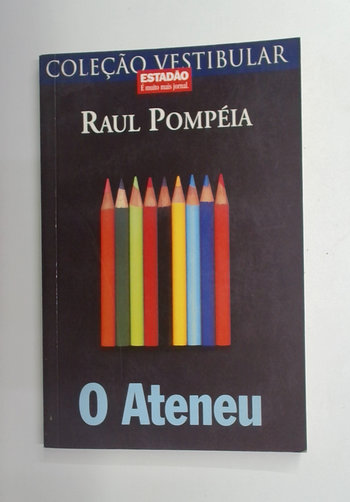 COLEÇÃO VESTIBULAR
ESTADÃO
É muito mais jornal.
RAUL POMPÉIA
O Ateneu